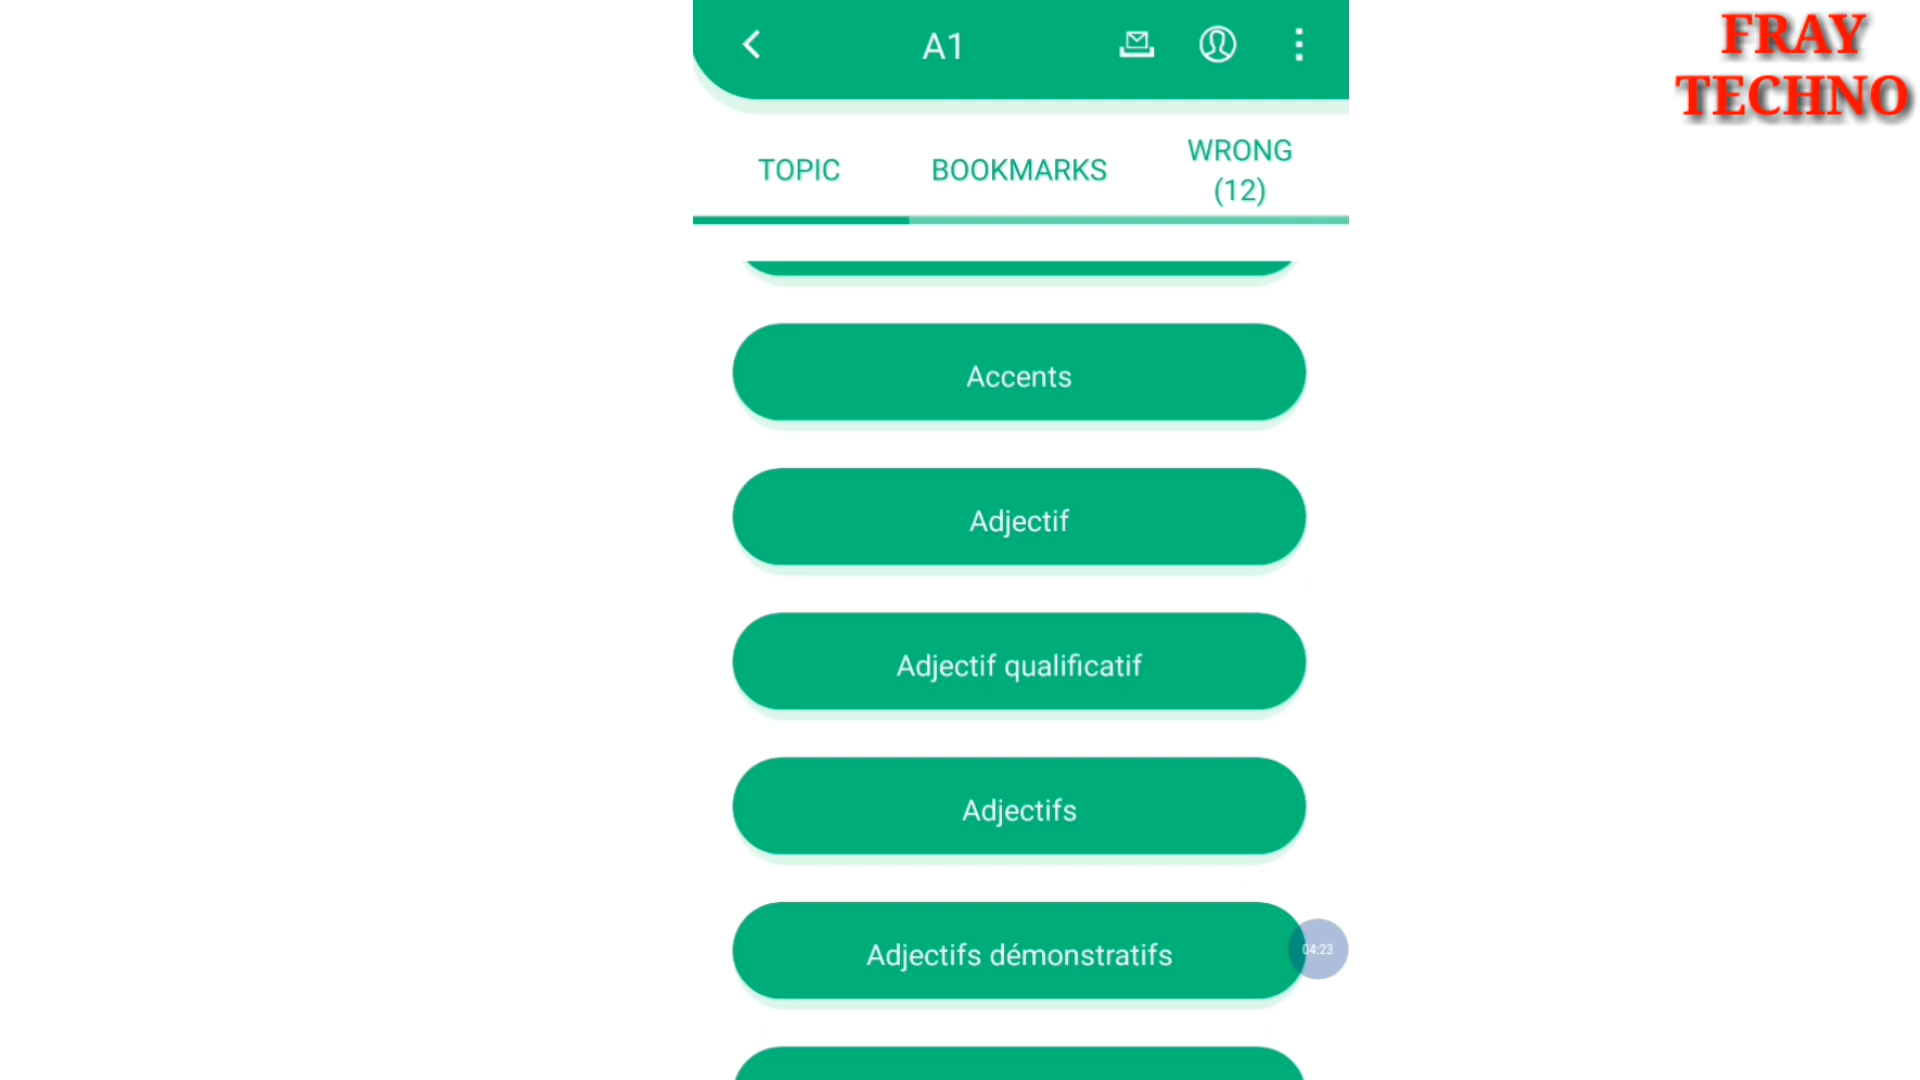 A1
FRAY
TECHNO
TOPIC
BOOKMARKS
WRONG
(12)
Accents
Adjectif
Adjectif qualificatif
Adjectifs
Adjectifs démonstratifs
04:23